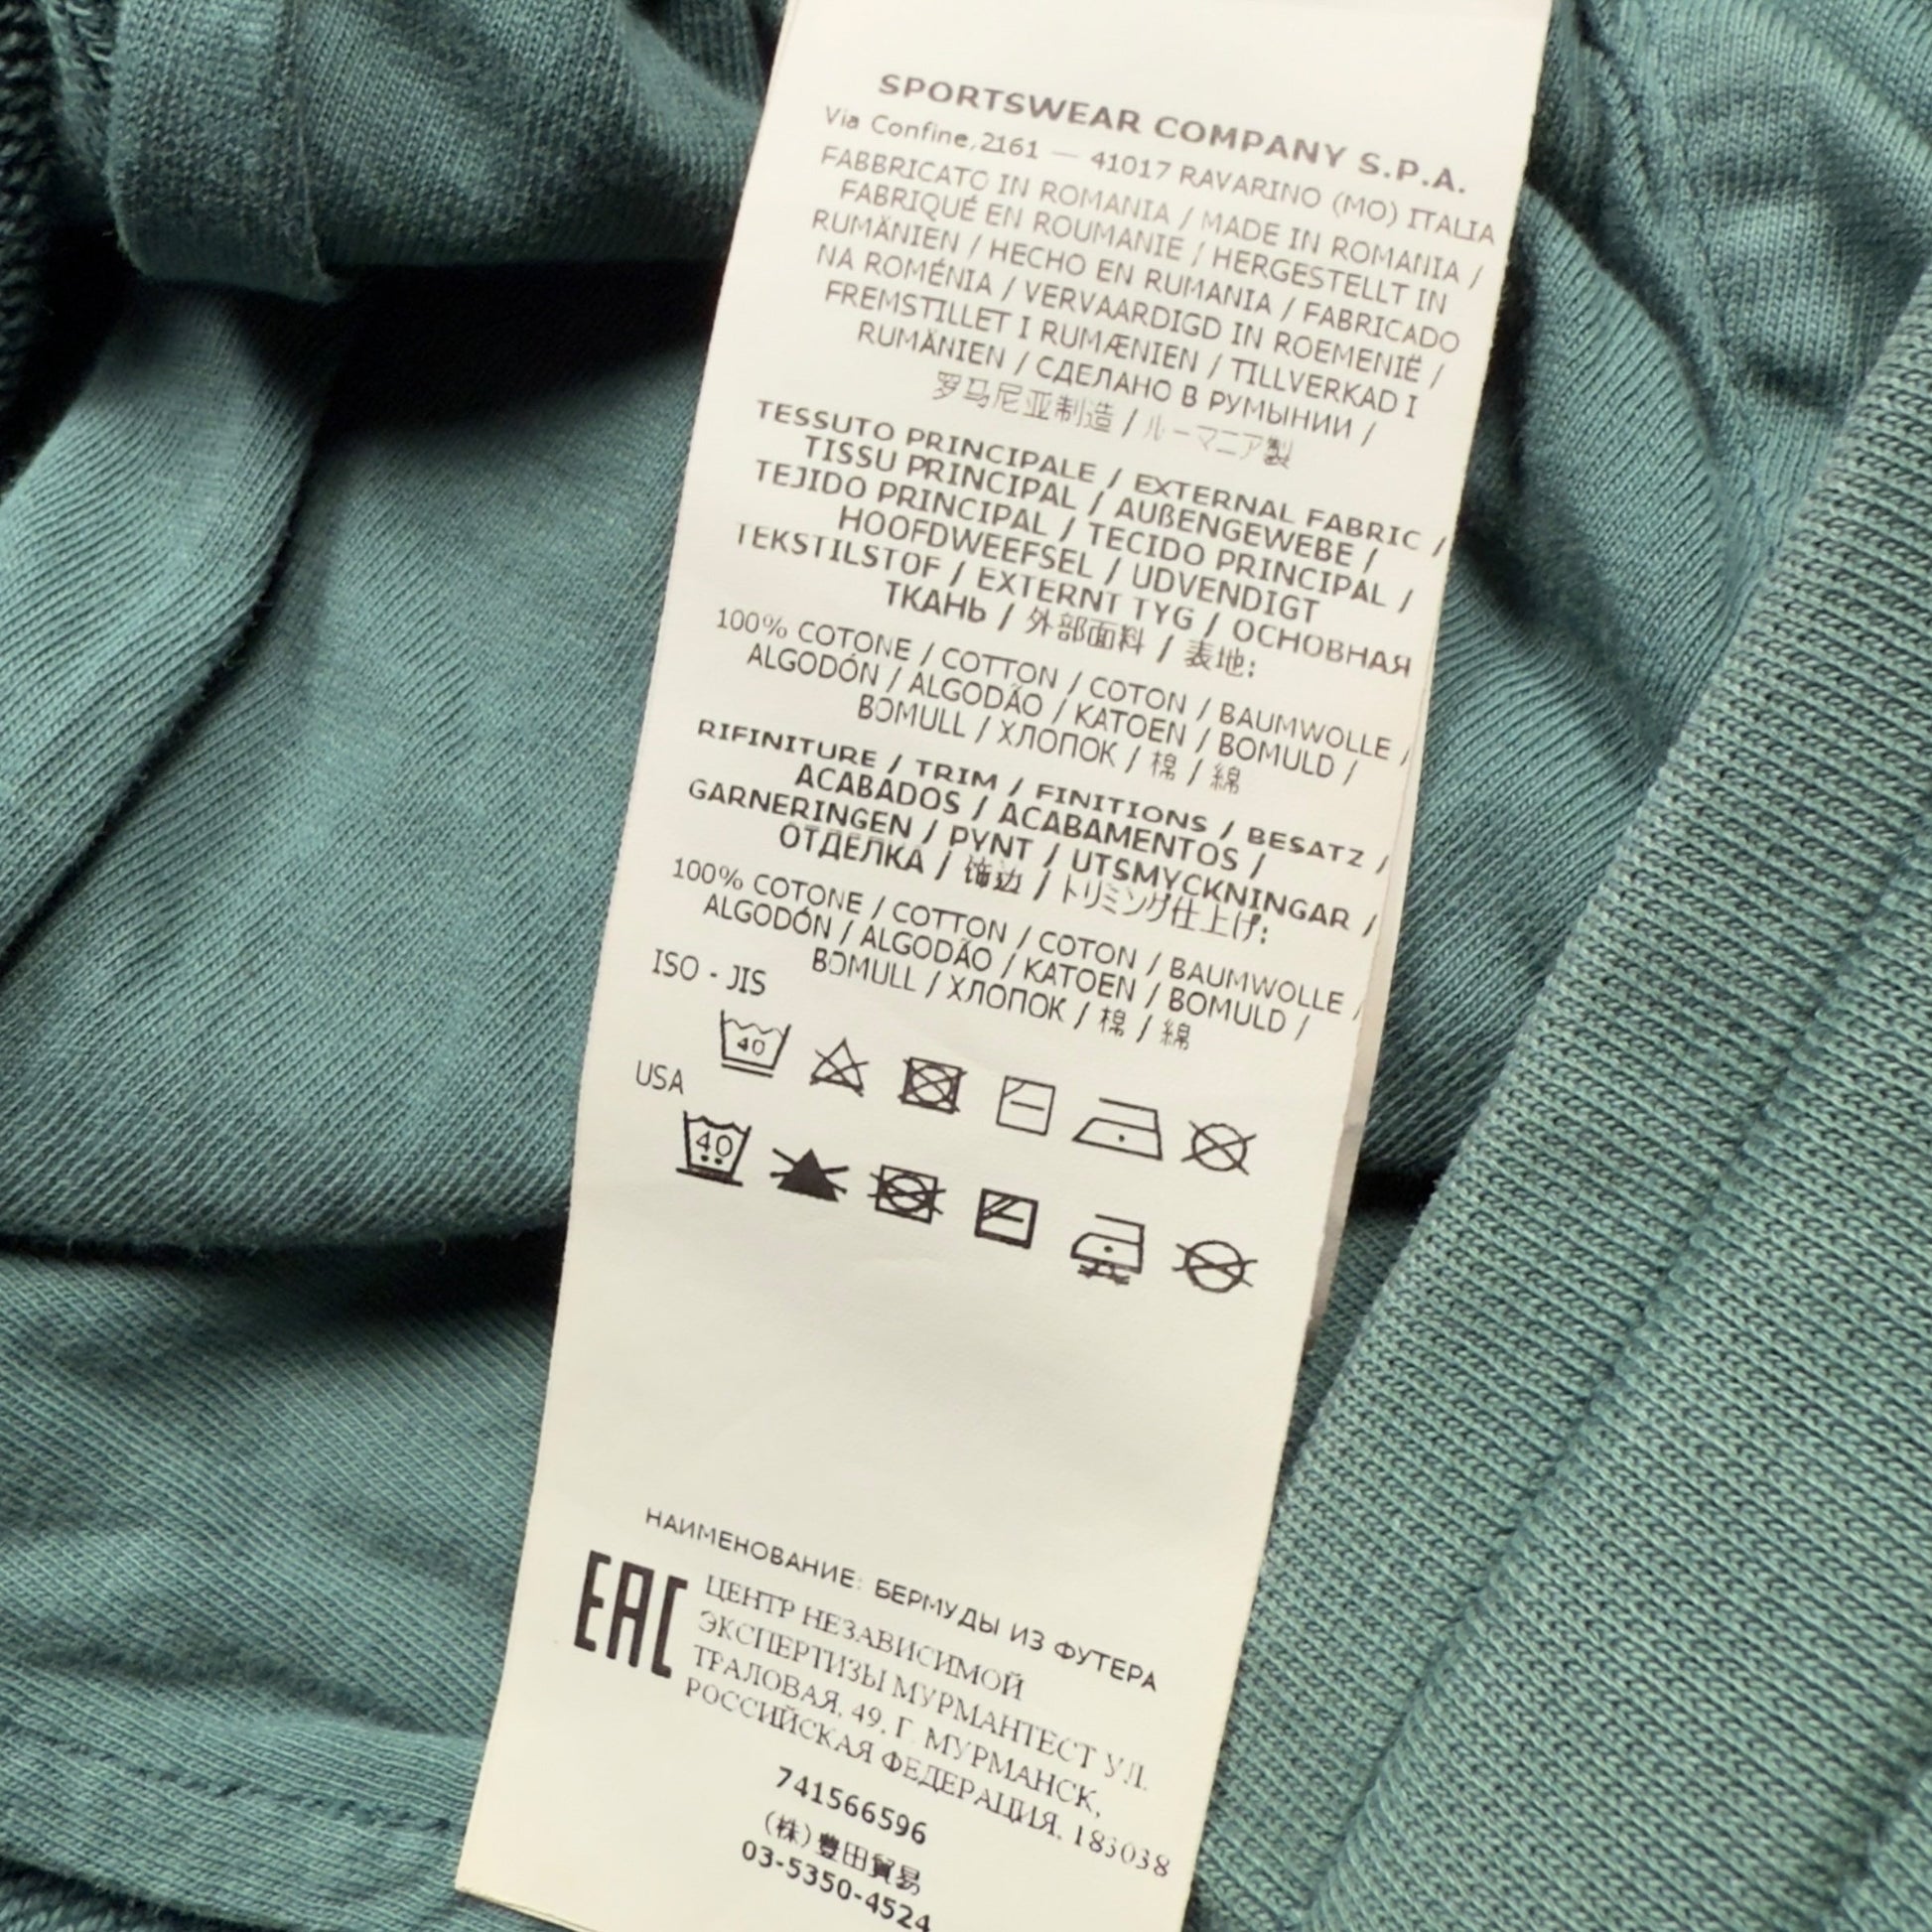 SPORTSWEAR COMPANY S.P.A.
Via Confine,2161 — 41017 RAVARINO (MO) ITALIA
FABBRICATO IN ROMANIA / MADE IN ROMANIA /
FABRIQUÉ EN ROUMANIE / HERGESTELLT IN
RUMÄNIEN / HECHO EN RUMANIA / FABRICADO
NA ROMÉNIA / VERVAARDIGD IN ROEMENIË /
FREMSTILLET I RUMÆNIEN / TILLVERKAD I
RUMÄNIEN / СДЕЛАНО В РУМЫНИИ /
罗马尼亚制造 / ルーマニア製
TESSUTO PRINCIPALE / EXTERNAL FABRIC /
TISSU PRINCIPAL / AUßENGEWEBE /
TEJIDO PRINCIPAL / TECIDO PRINCIPAL /
HOOFDWEEFSEL / UDVENDIGT
TEKSTILSTOF / EXTERNT TYG / ОСНОВНАЯ
ТКАНЬ / 外部面料 / 表地:
100% COTONE / COTTON / COTON / BAUMWOLLE /
ALGODÓN / ALGODÃO / KATOEN / BOMULD /
BOMULL / ХЛОПОК / 棉 / 綿
RIFINITURE / TRIM / FINITIONS / BESATZ /
ACABADOS / ACABAMENTOS /
GARNERINGEN / PYNT / UTSMYCKNINGAR /
ОТДЕЛКА / 饰边 / トリミング仕上げ:
100% COTONE / COTTON / COTON / BAUMWOLLE /
ALGODÓN / ALGODÃO / KATOEN / BOMULD /
BOMULL / ХЛОПОК / 棉 / 綿
ISO - JIS
40
USA
40
НАИМЕНОВАНИЕ: БЕРМУДЫ ИЗ ФУТЕРА
EAC
ЦЕНТР НЕЗАВИСИМОЙ
ЭКСПЕРТИЗЫ МУРМАНТЕСТ УЛ.
ТРАЛОВАЯ, 49, Г. МУРМАНСК,
РОССИЙСКАЯ ФЕДЕРАЦИЯ, 183038
741566596
(株)豊田貿易
03-5350-4524